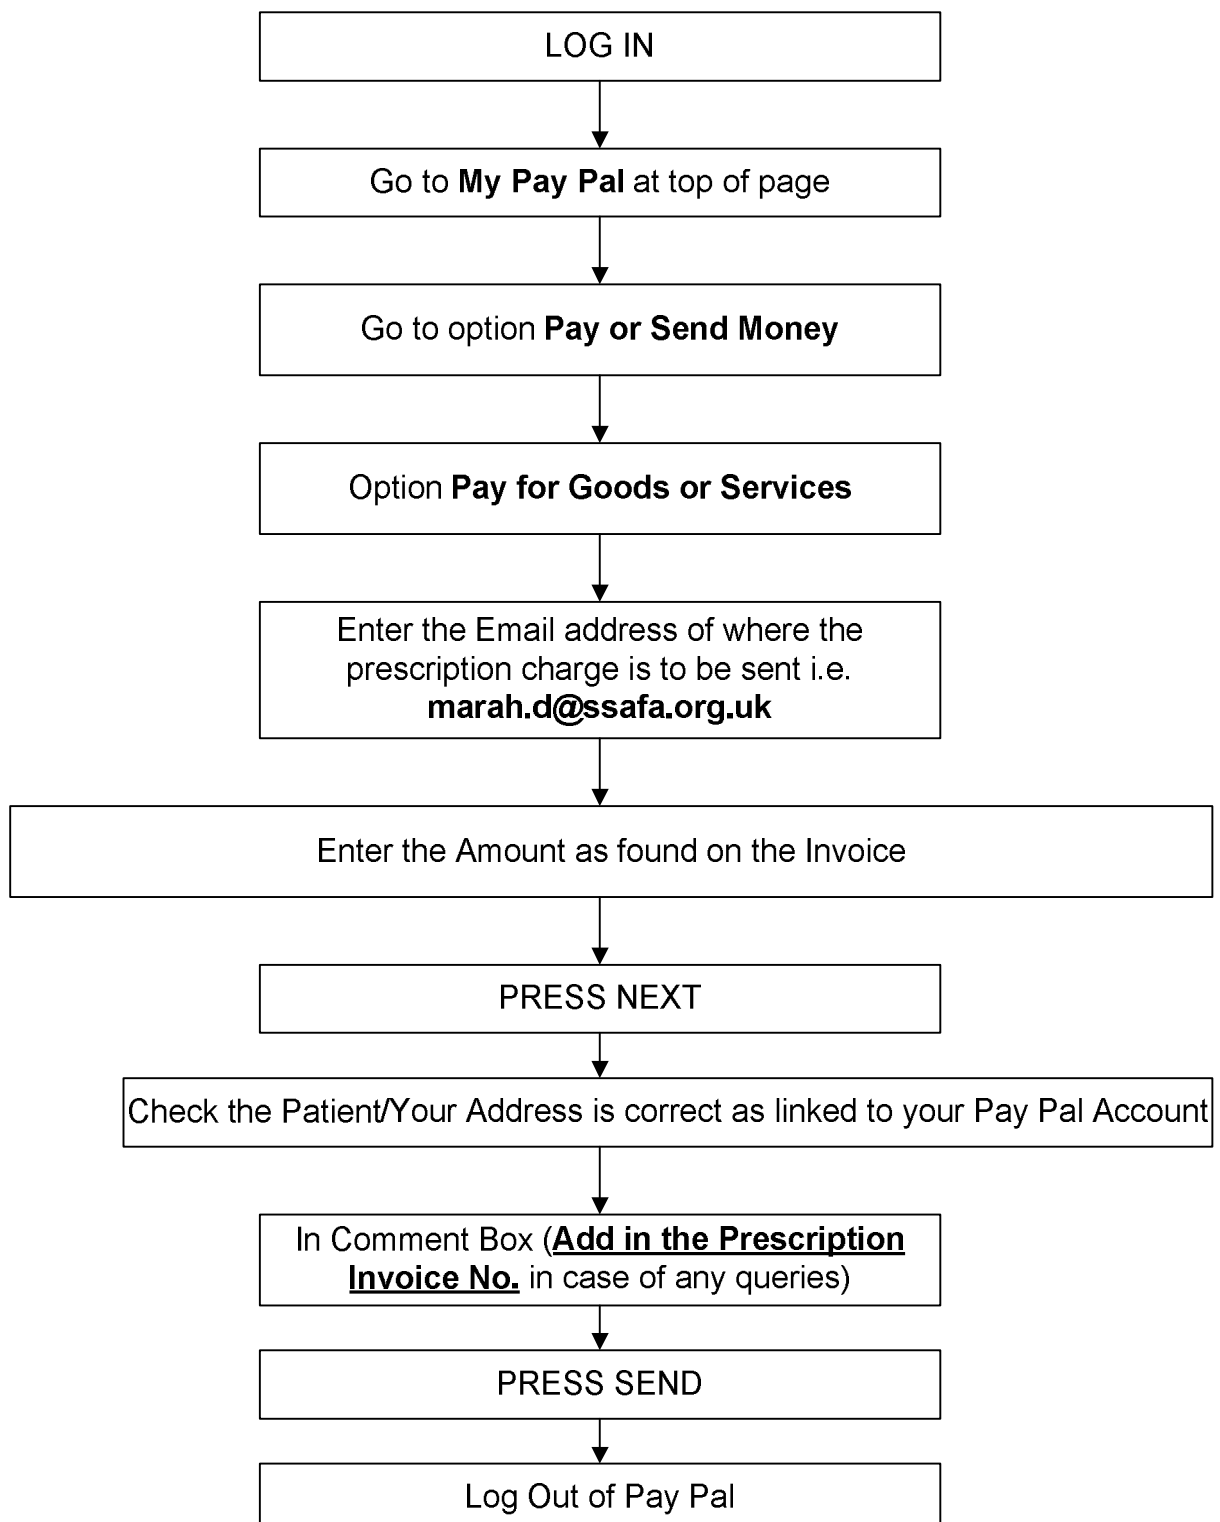 LOG IN
Go to My Pay Pal at top of page
Go to option Pay or Send Money
Option Pay for Goods or Services
Enter the Email address of where the
prescription charge is to be sent i.e.
marah.d@ssafa.org.uk
Enter the Amount as found on the Invoice
PRESS NEXT
Check the Patient/Your Address is correct as linked to your Pay Pal Account
In Comment Box (Add in the Prescription
Invoice No. in case of any queries)
PRESS SEND
Log Out of Pay Pal